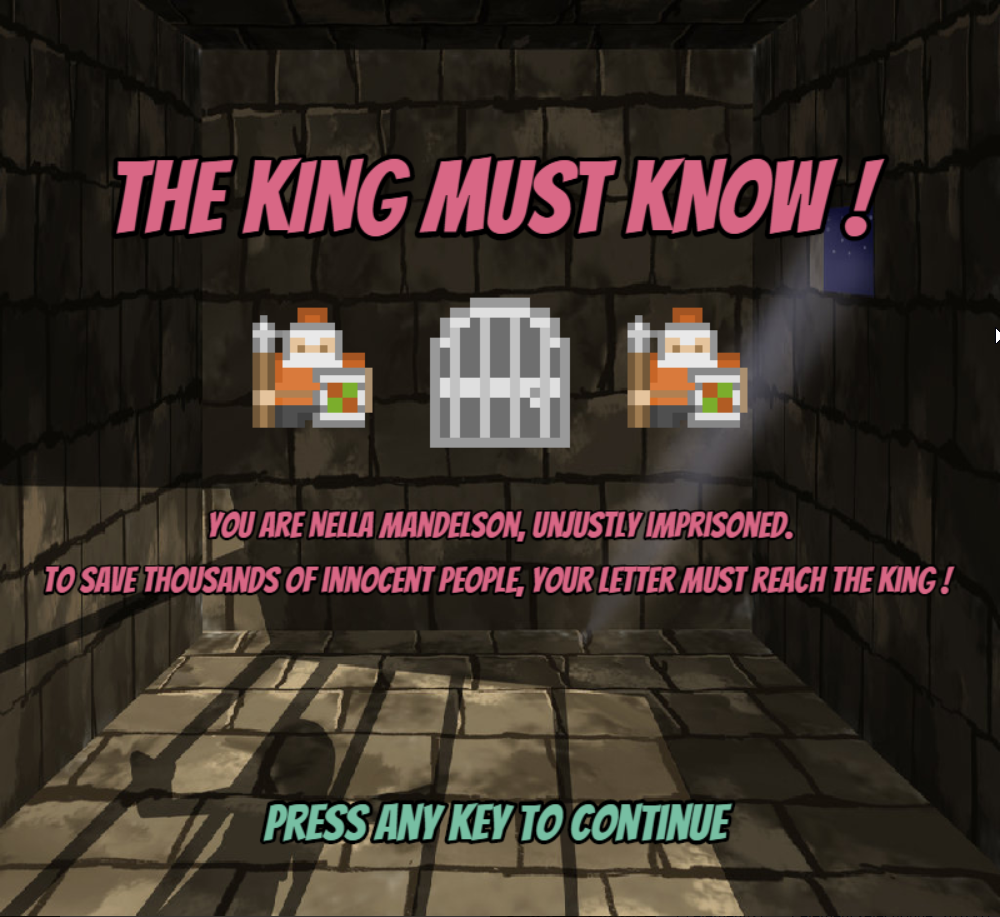 THE KING MUST KNOW !
YOU ARE NELLA MANDELSON, UNJUSTLY IMPRISONED.
TO SAVE THOUSANDS OF INNOCENT PEOPLE, YOUR LETTER MUST REACH THE KING !
PRESS ANY KEY TO CONTINUE